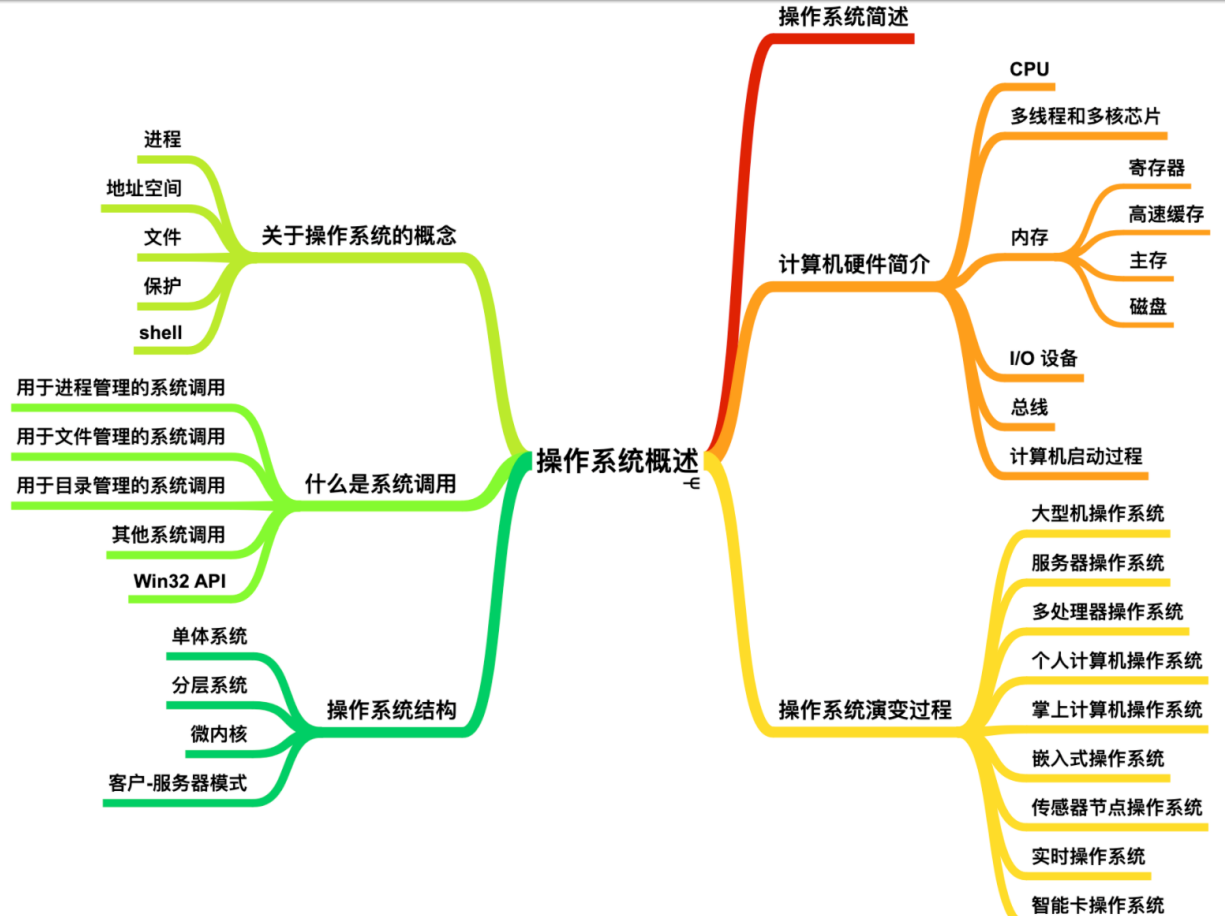 操作系统概述
操作系统简述
计算机硬件简介
CPU
多线程和多核芯片
内存
寄存器
高速缓存
主存
磁盘
I/O 设备
总线
计算机启动过程
操作系统演变过程
大型机操作系统
服务器操作系统
多处理器操作系统
个人计算机操作系统
掌上计算机操作系统
嵌入式操作系统
传感器节点操作系统
实时操作系统
智能卡操作系统
关于操作系统的概念
进程
地址空间
文件
保护
shell
什么是系统调用
用于进程管理的系统调用
用于文件管理的系统调用
用于目录管理的系统调用
其他系统调用
Win32 API
操作系统结构
单体系统
分层系统
微内核
客户-服务器模式